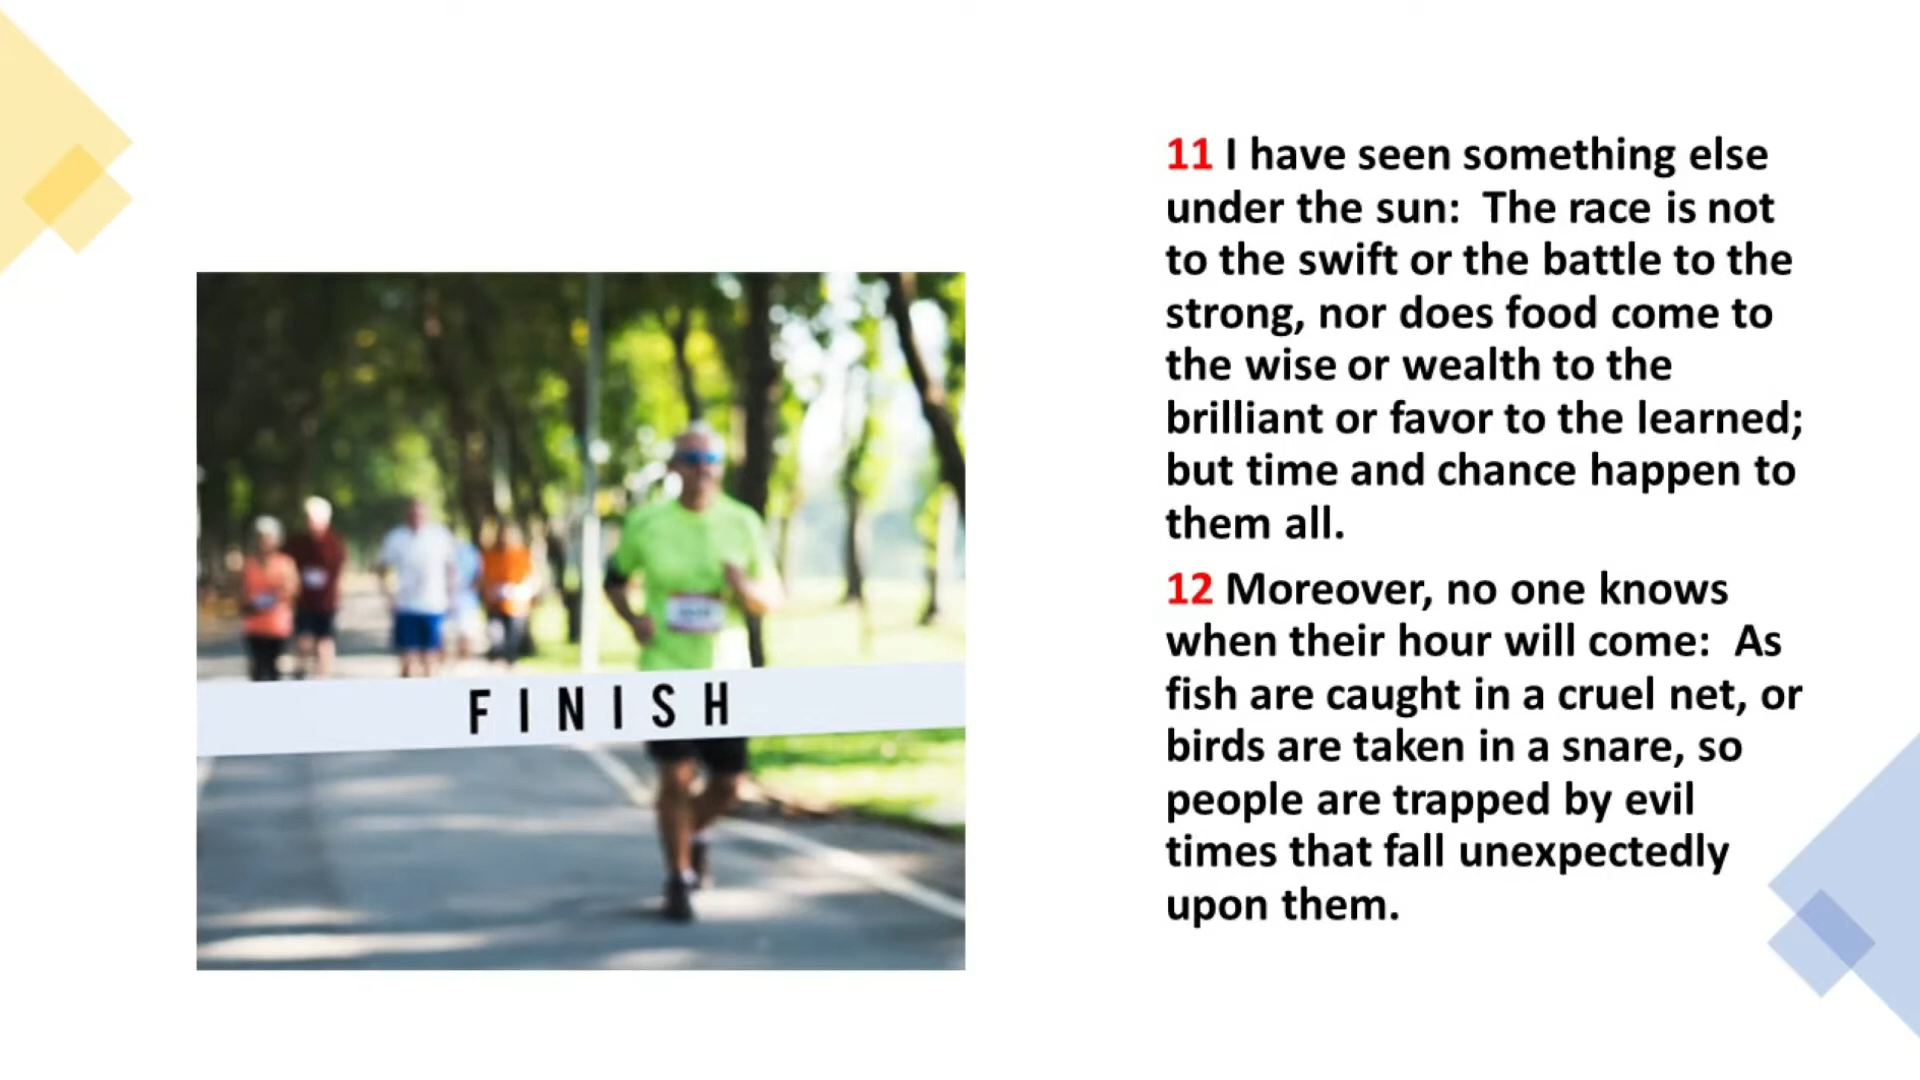 11 I have seen something else
under the sun:  The race is not
to the swift or the battle to the
strong, nor does food come to
the wise or wealth to the
brilliant or favor to the learned;
but time and chance happen to
them all.
12 Moreover, no one knows
when their hour will come:  As
fish are caught in a cruel net, or
birds are taken in a snare, so
people are trapped by evil
times that fall unexpectedly
upon them.
FINISH